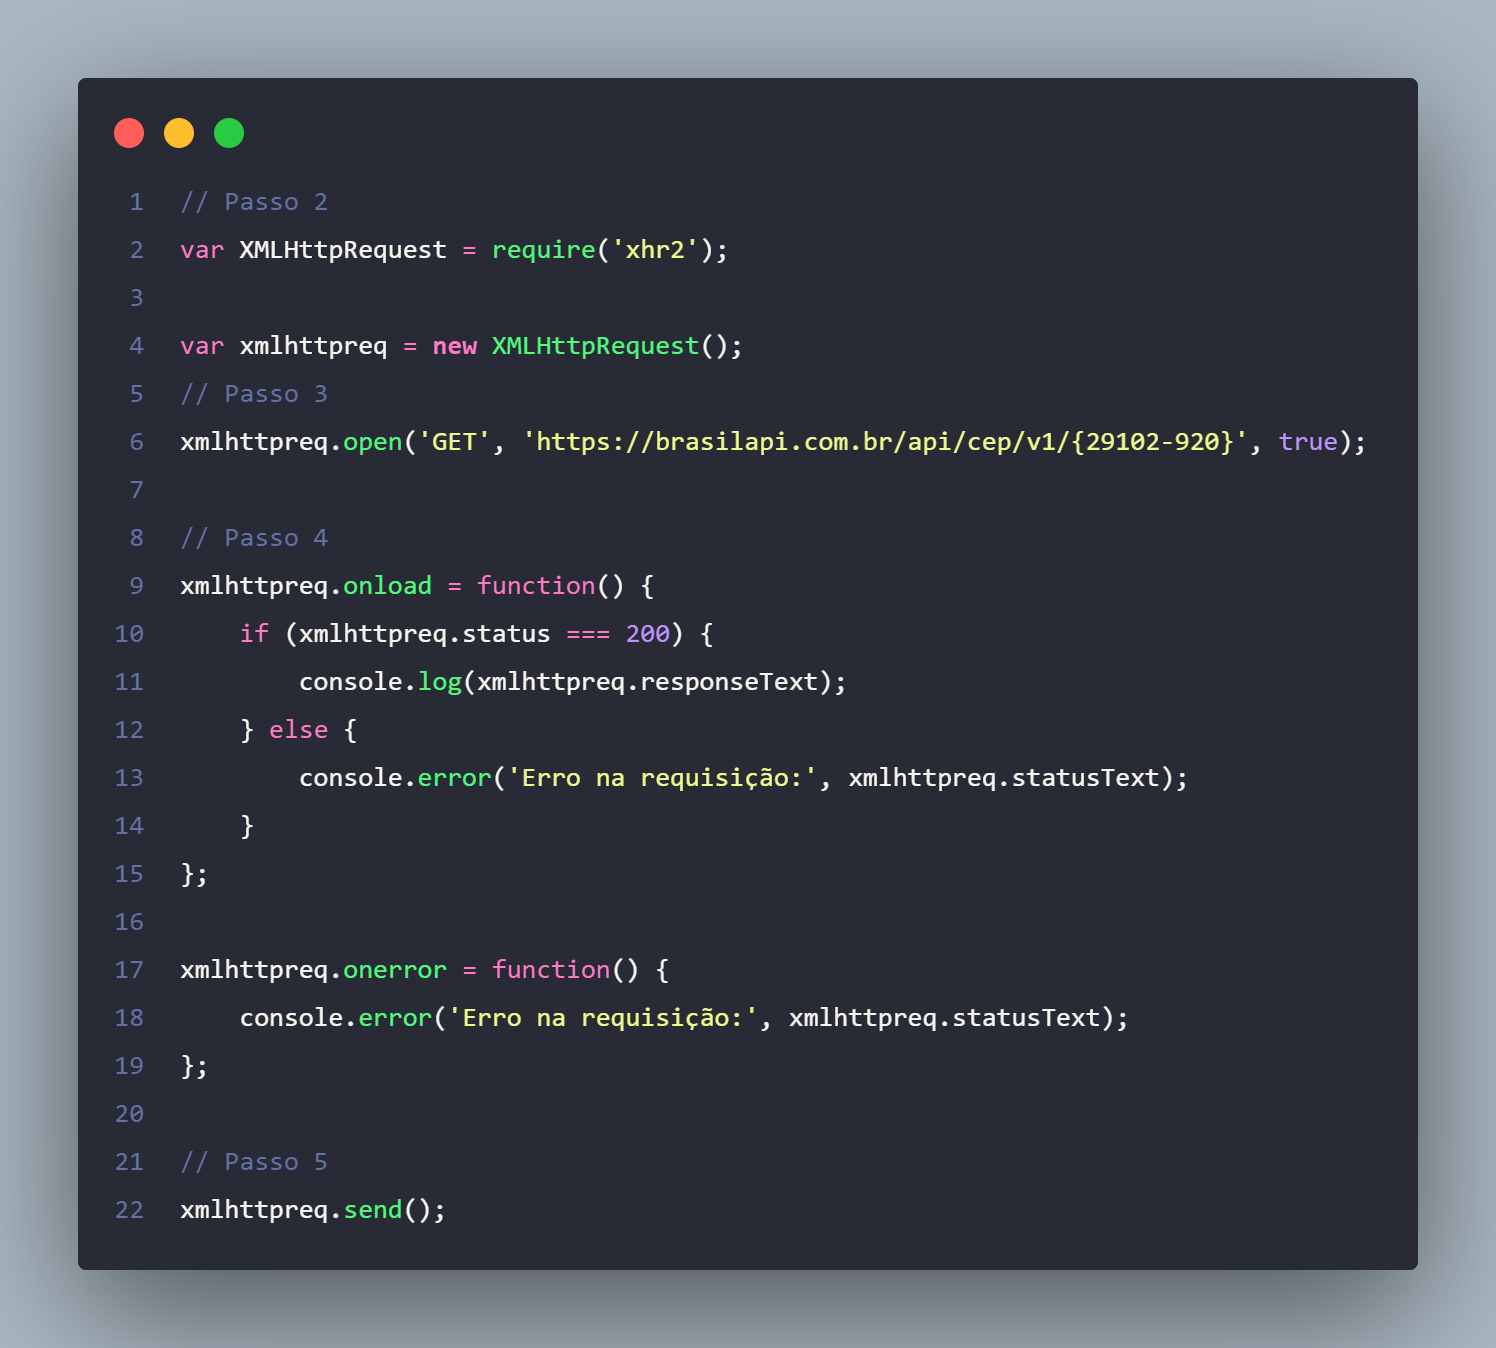 1 // Passo 2
2 var XMLHttpRequest = require('xhr2');
3
4 var xmlhttpreq = new XMLHttpRequest();
5 // Passo 3
6 xmlhttpreq.open('GET', 'https://brasilapi.com.br/api/cep/v1/{29102-920}', true);
7
8 // Passo 4
9 xmlhttpreq.onload = function() {
10     if (xmlhttpreq.status === 200) {
11         console.log(xmlhttpreq.responseText);
12     } else {
13         console.error('Erro na requisição:', xmlhttpreq.statusText);
14     }
15 };
16
17 xmlhttpreq.onerror = function() {
18     console.error('Erro na requisição:', xmlhttpreq.statusText);
19 };
20
21 // Passo 5
22 xmlhttpreq.send();